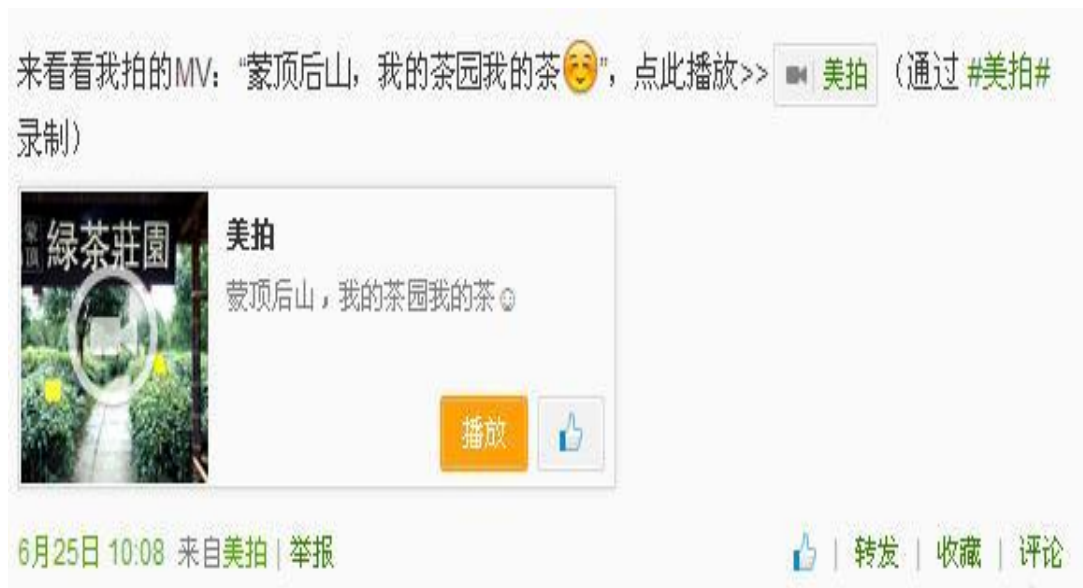 来看看我拍的MV:“蒙顶后山,我的茶园我的茶☺”,点此播放>> 美拍 (通过 #美拍#
录制)
蒙顶 緑茶莊園
美拍
蒙顶后山,我的茶园我的茶☺
播放
6月25日 10:08 来自美拍 | 举报 | 转发 | 收藏 | 评论